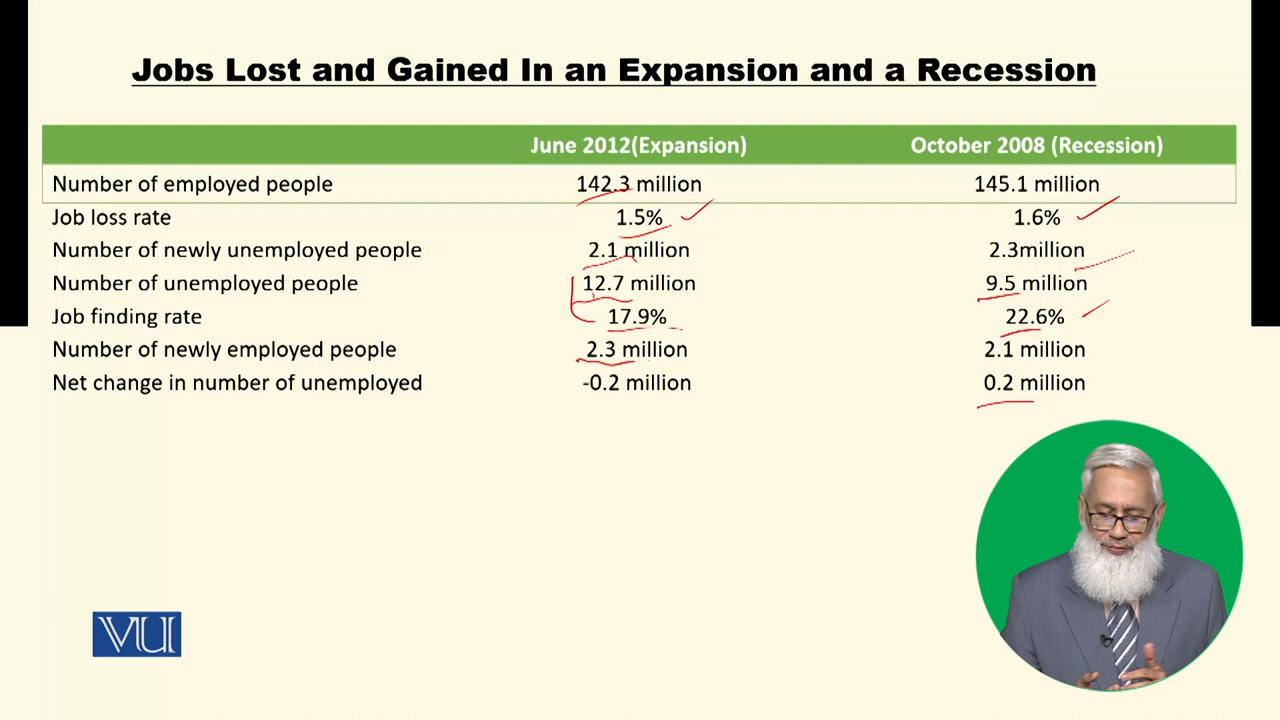 Jobs Lost and Gained In an Expansion and a Recession
June 2012(Expansion) October 2008 (Recession)
Number of employed people 142.3 million 145.1 million
Job loss rate 1.5% 1.6%
Number of newly unemployed people 2.1 million 2.3million
Number of unemployed people 12.7 million 9.5 million
Job finding rate 17.9% 22.6%
Number of newly employed people 2.3 million 2.1 million
Net change in number of unemployed -0.2 million 0.2 million
VU